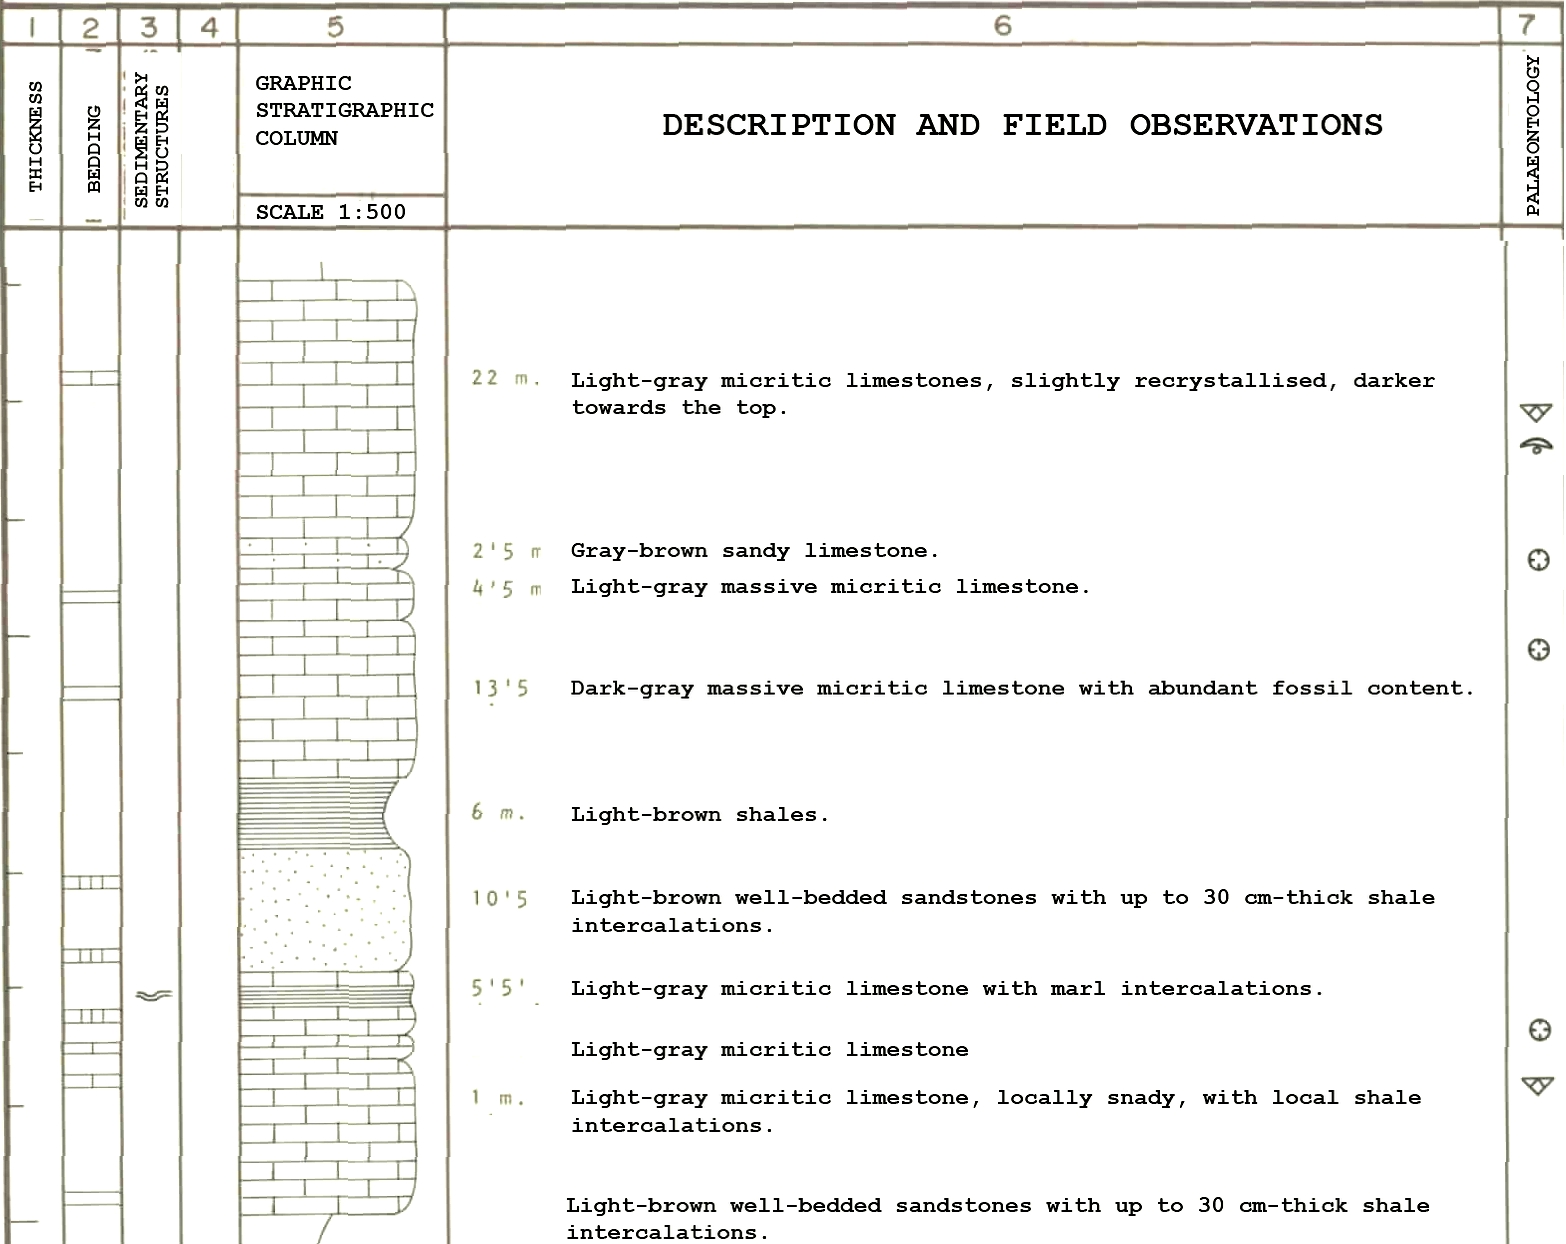 1 2 3 4 5 6 7
THICKNESS
BEDDING
SEDIMENTARY
STRUCTURES
GRAPHIC
STRATIGRAPHIC
COLUMN
SCALE 1:500
DESCRIPTION AND FIELD OBSERVATIONS
PALAEONTOLOGY
22 m. Light-gray micritic limestones, slightly recrystallised, darker
towards the top.
2'5 m Gray-brown sandy limestone.
4'5 m Light-gray massive micritic limestone.
13'5 Dark-gray massive micritic limestone with abundant fossil content.
6 m. Light-brown shales.
10'5 Light-brown well-bedded sandstones with up to 30 cm-thick shale
intercalations.
5'5' Light-gray micritic limestone with marl intercalations.
Light-gray micritic limestone
1 m. Light-gray micritic limestone, locally snady, with local shale
intercalations.
Light-brown well-bedded sandstones with up to 30 cm-thick shale
intercalations.